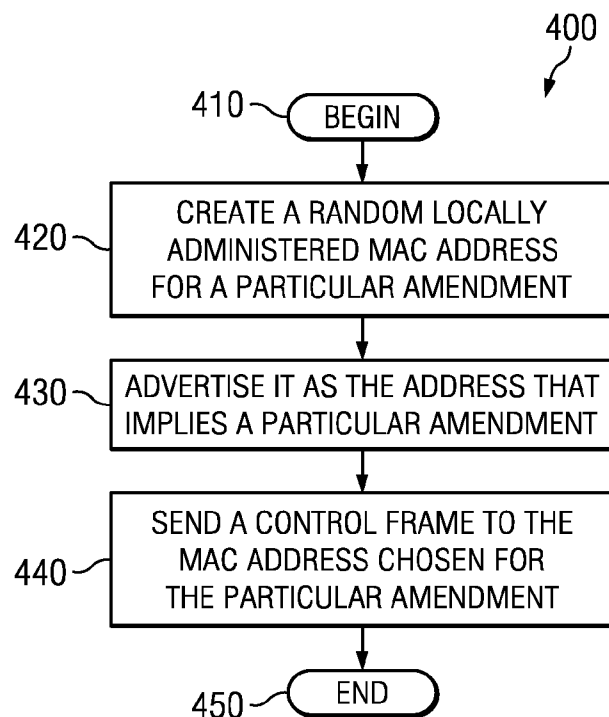 400
410
BEGIN
420
CREATE A RANDOM LOCALLY
ADMINISTERED MAC ADDRESS
FOR A PARTICULAR AMENDMENT
430
ADVERTISE IT AS THE ADDRESS THAT
IMPLIES A PARTICULAR AMENDMENT
440
SEND A CONTROL FRAME TO THE
MAC ADDRESS CHOSEN FOR
THE PARTICULAR AMENDMENT
450
END